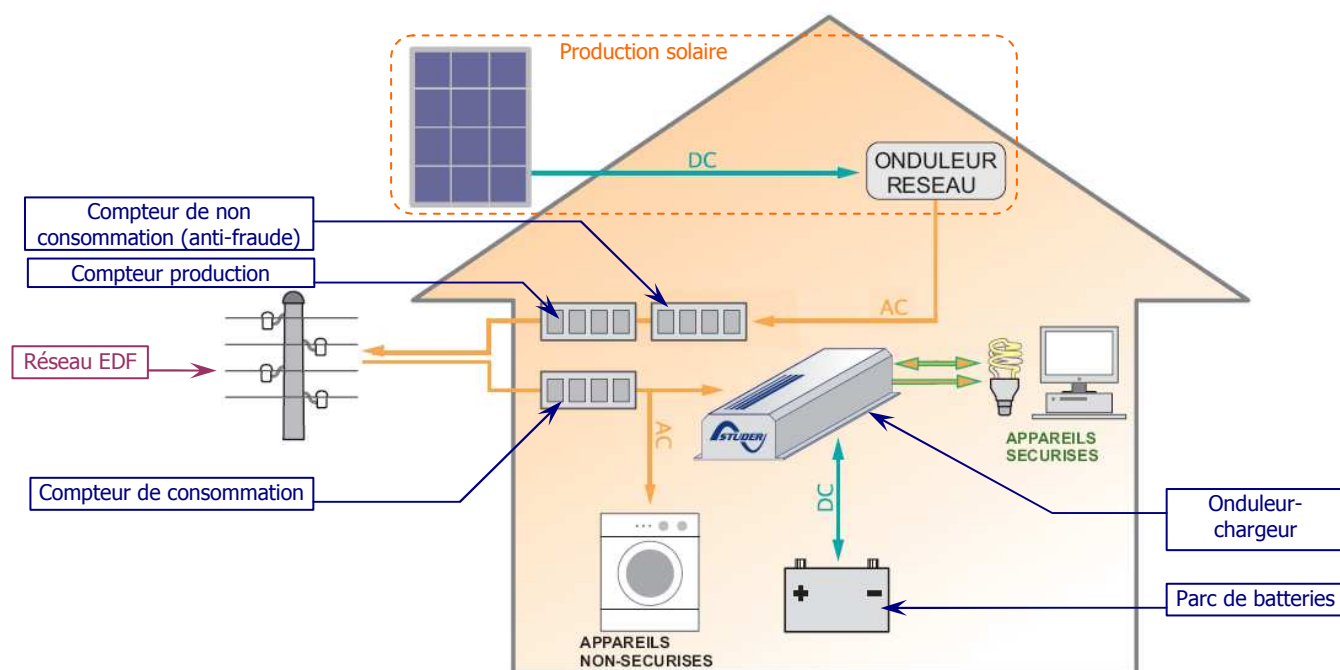 Production solaire
DC
ONDULEUR
RESEAU
Compteur de non
consommation (anti-fraude)
Compteur production
AC
Réseau EDF
STUDER
AC
APPAREILS
SECURISES
Compteur de consommation
DC
Onduleur-
chargeur
+ -
Parc de batteries
APPAREILS
NON-SECURISES